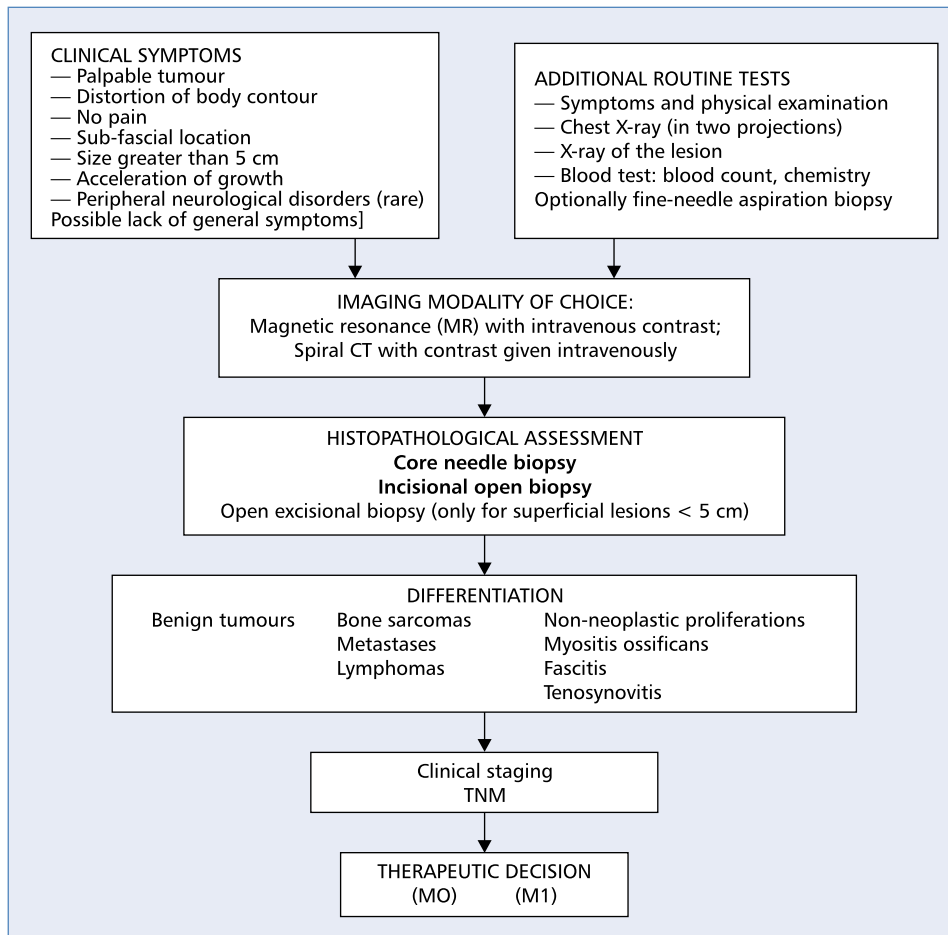 CLINICAL SYMPTOMS
— Palpable tumour
— Distortion of body contour
— No pain
— Sub-fascial location
— Size greater than 5 cm
— Acceleration of growth
— Peripheral neurological disorders (rare)
Possible lack of general symptoms]
ADDITIONAL ROUTINE TESTS
— Symptoms and physical examination
— Chest X-ray (in two projections)
— X-ray of the lesion
— Blood test: blood count, chemistry
Optionally fine-needle aspiration biopsy
IMAGING MODALITY OF CHOICE:
Magnetic resonance (MR) with intravenous contrast;
Spiral CT with contrast given intravenously
HISTOPATHOLOGICAL ASSESSMENT
Core needle biopsy
Incisional open biopsy
Open excisional biopsy (only for superficial lesions < 5 cm)
DIFFERENTIATION
Benign tumours
Bone sarcomas
Metastases
Lymphomas
Non-neoplastic proliferations
Myositis ossificans
Fascitis
Tenosynovitis
Clinical staging
TNM
THERAPEUTIC DECISION
(MO) (M1)